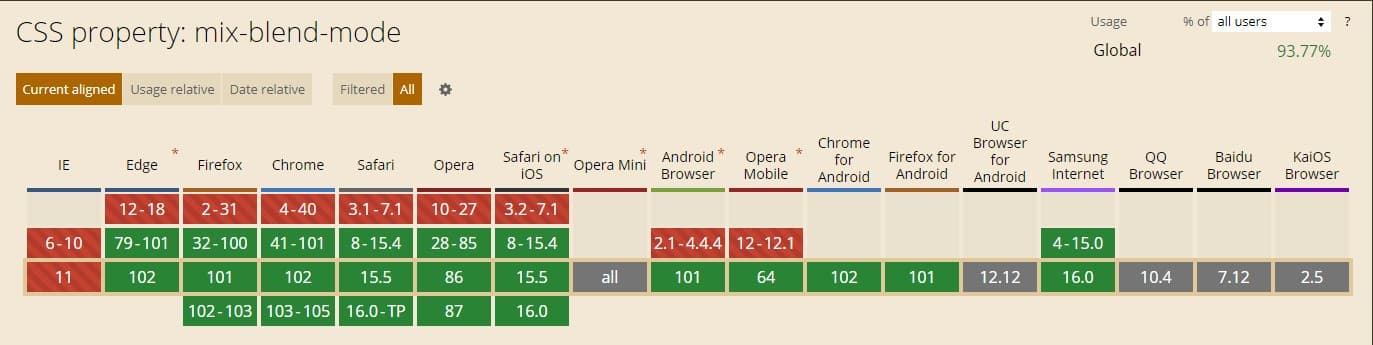 CSS property: mix-blend-mode
Usage % of all users ?
Global 93.77%
Current aligned Usage relative Date relative Filtered All
IE
Edge *
Firefox
Chrome
Safari
Opera
Safari on *
iOS
Opera Mini *
Android *
Browser
Opera *
Mobile
Chrome
for
Android
Firefox for
Android
UC
Browser
for
Android
Samsung
Internet
QQ
Browser
Baidu
Browser
KaiOS
Browser
12-18 2-31 4-40 3.1-7.1 10-27 3.2-7.1
6-10 79-101 32-100 41-101 8-15.4 28-85 8-15.4 2.1-4.4.4 12-12.1 4-15.0
11 102 101 102 15.5 86 15.5 all 101 64 102 101 12.12 16.0 10.4 7.12 2.5
102-103 103-105 16.0-TP 87 16.0